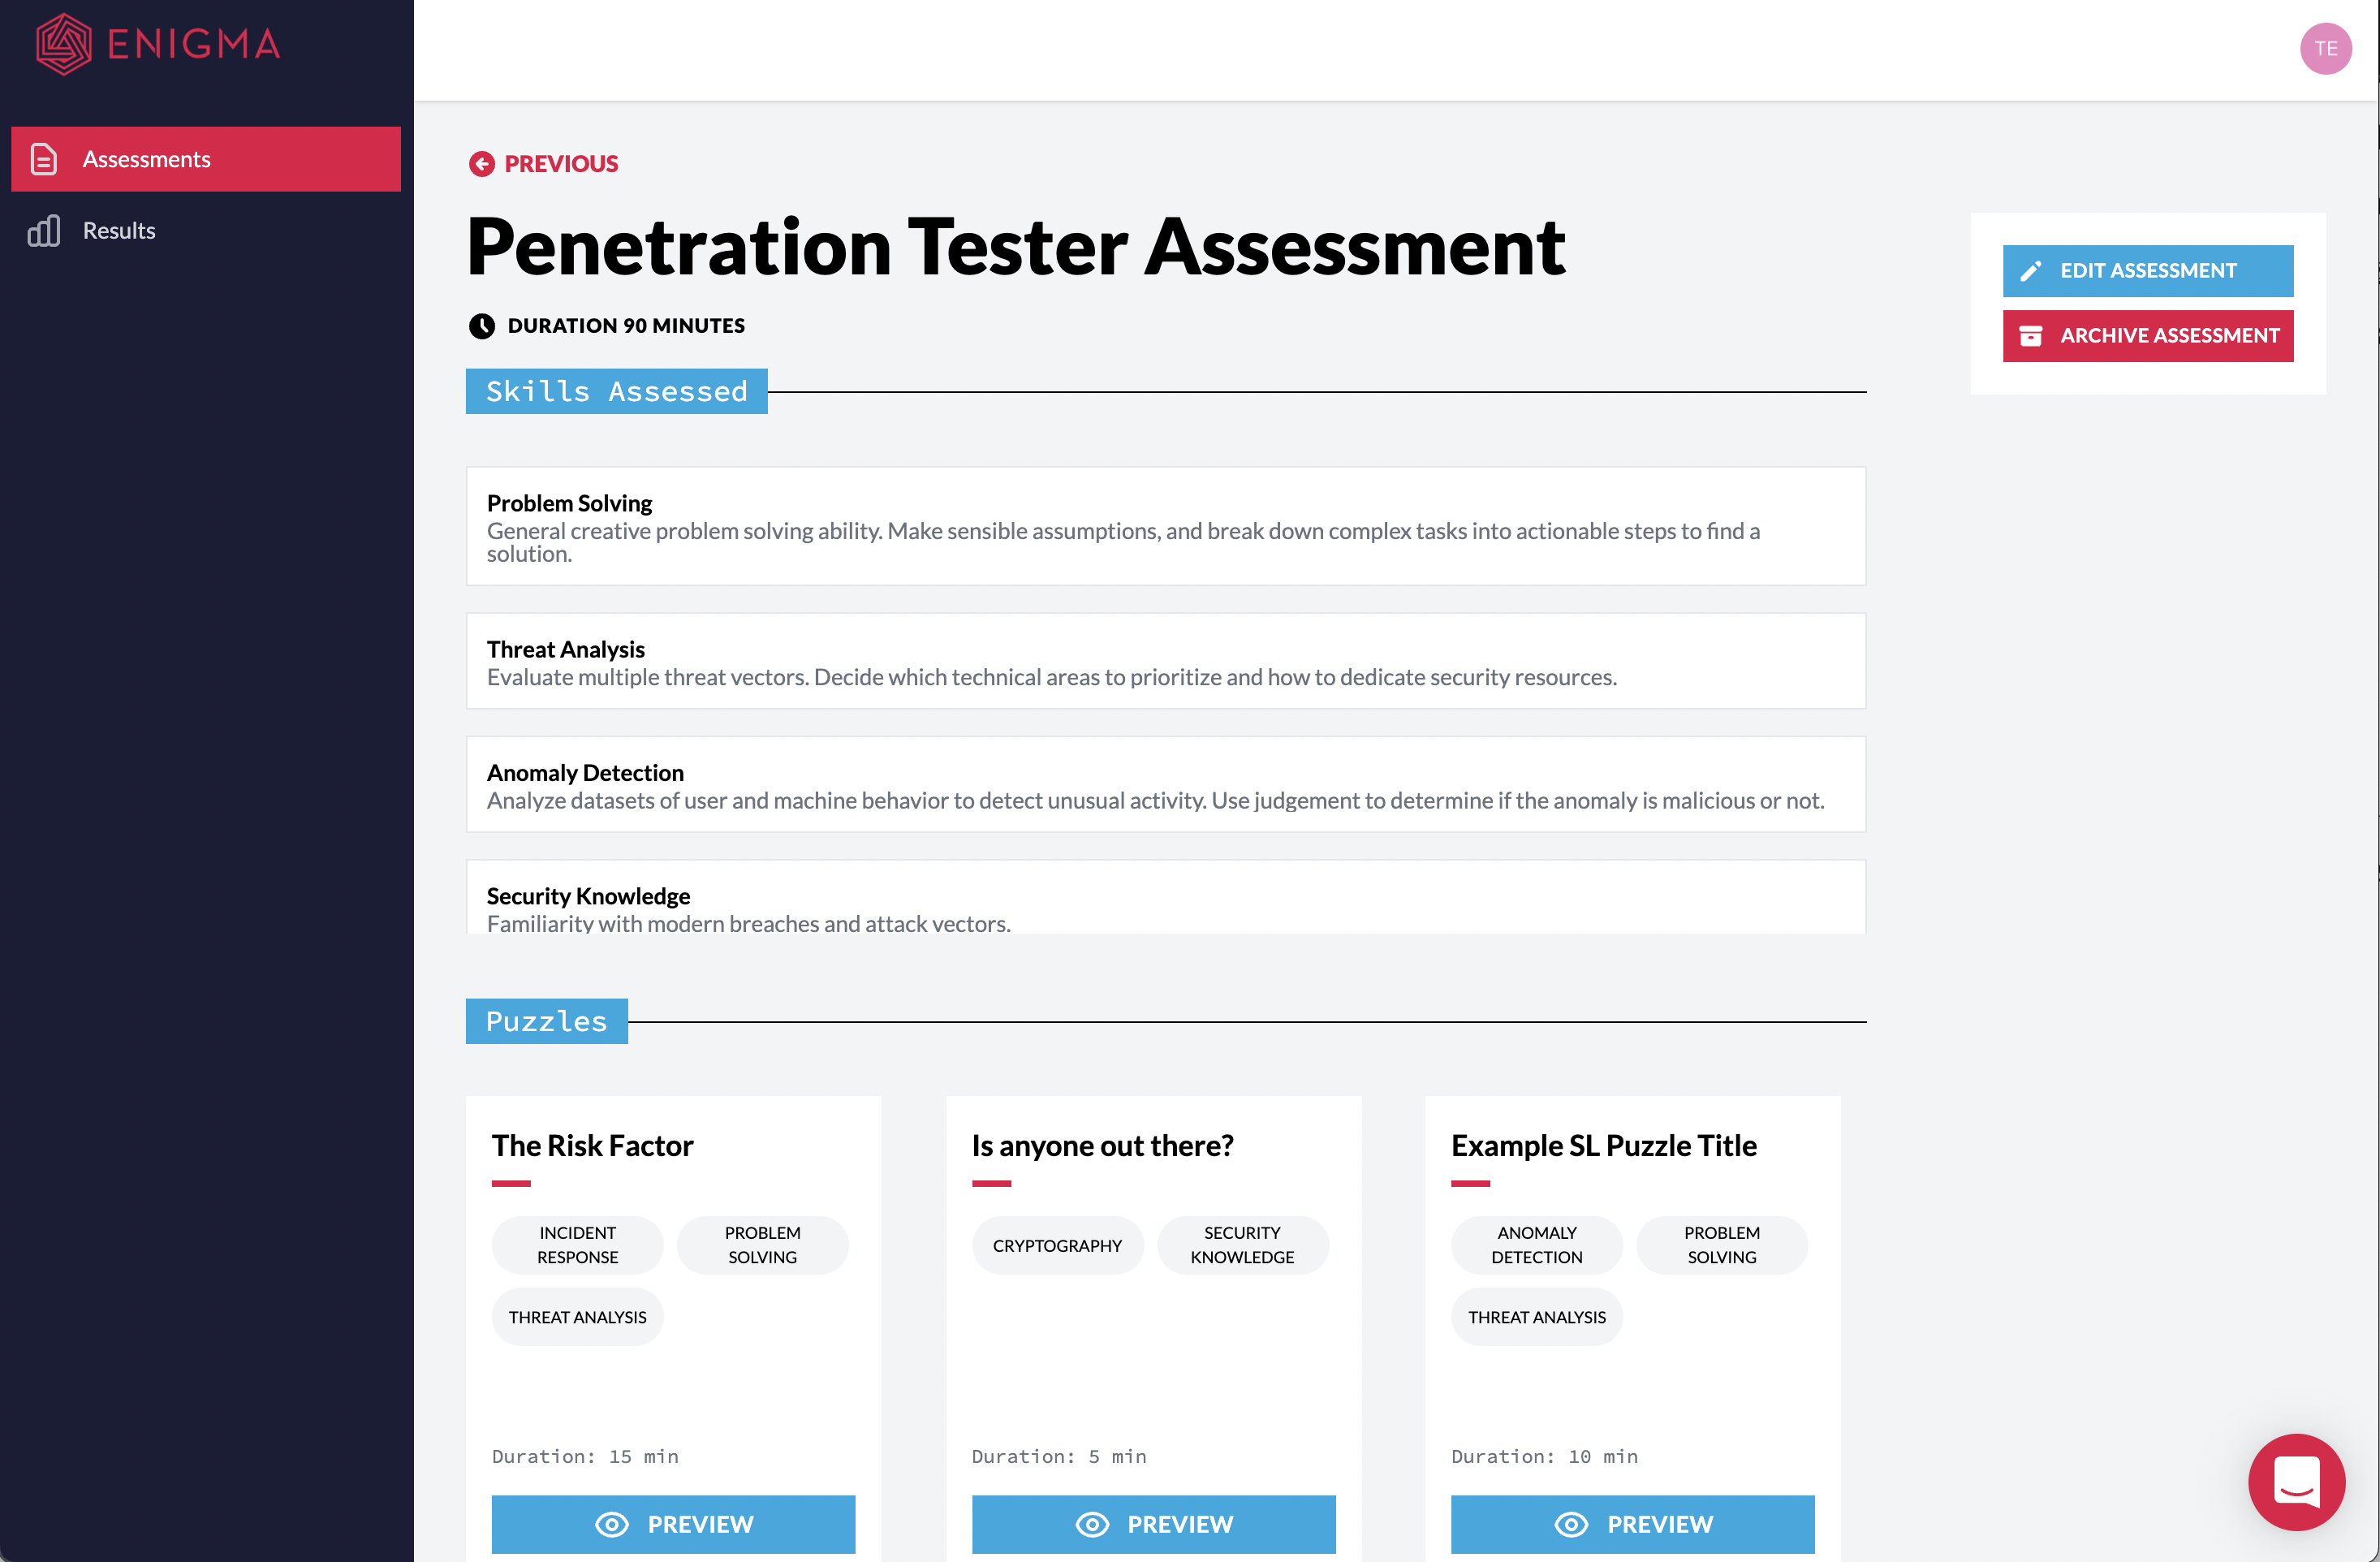 ENIGMA
TE
Assessments
Results
PREVIOUS
Penetration Tester Assessment
DURATION 90 MINUTES
EDIT ASSESSMENT
ARCHIVE ASSESSMENT
Skills Assessed
Problem Solving
General creative problem solving ability. Make sensible assumptions, and break down complex tasks into actionable steps to find a
solution.
Threat Analysis
Evaluate multiple threat vectors. Decide which technical areas to prioritize and how to dedicate security resources.
Anomaly Detection
Analyze datasets of user and machine behavior to detect unusual activity. Use judgement to determine if the anomaly is malicious or not.
Security Knowledge
Familiarity with modern breaches and attack vectors.
Puzzles
The Risk Factor
INCIDENT
RESPONSE
PROBLEM
SOLVING
THREAT ANALYSIS
Duration: 15 min
PREVIEW
Is anyone out there?
CRYPTOGRAPHY
SECURITY
KNOWLEDGE
Duration: 5 min
PREVIEW
Example SL Puzzle Title
ANOMALY
DETECTION
PROBLEM
SOLVING
THREAT ANALYSIS
Duration: 10 min
PREVIEW